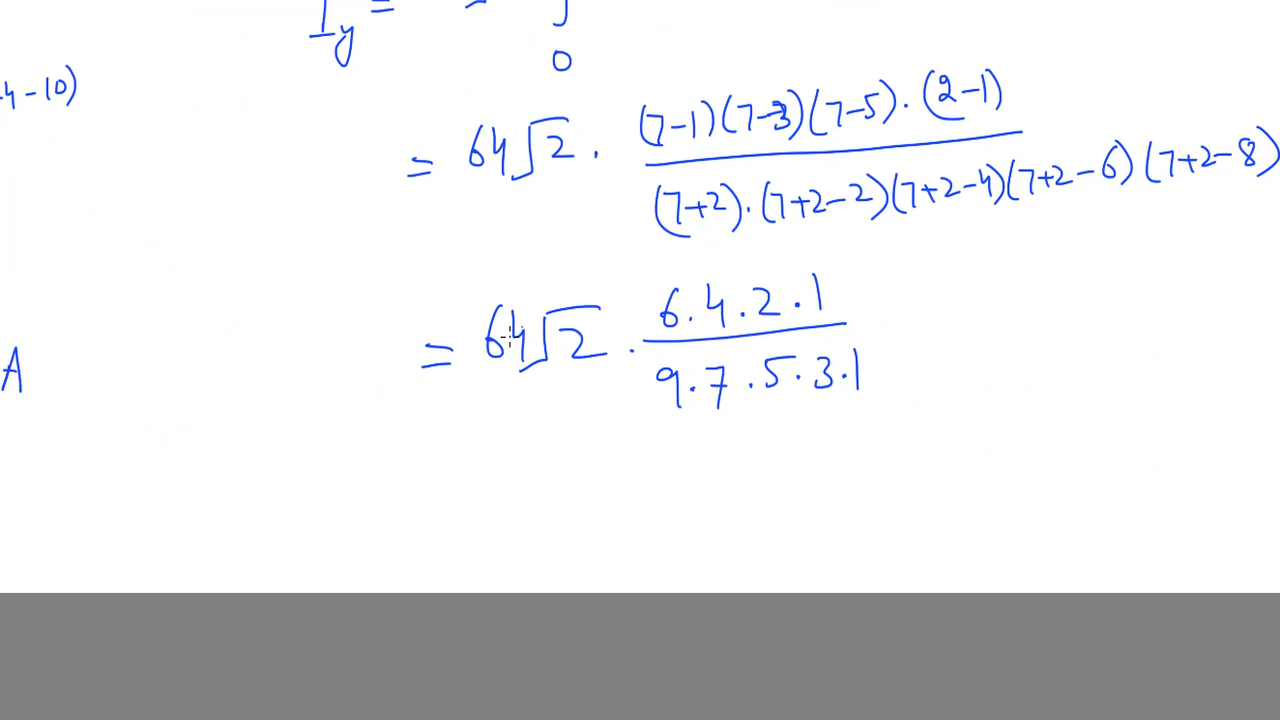 I_y = = ∫_0
4-10)
= 64√2 · (7-1)(7-3)(7-5)·(2-1) / (7+2)·(7+2-2)(7+2-4)(7+2-6)(7+2-8)
= 64√2 · 6·4·2·1 / 9·7·5·3·1
A